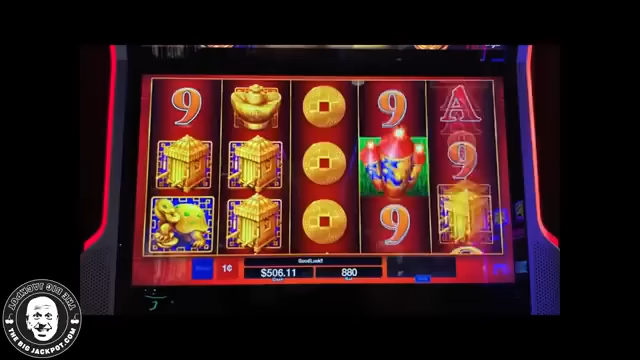 9 9 A
9
9
Good Luck!!
1¢ $506.11 880
THE BIG JACKPOT
THE BIG JACKPOT.COM